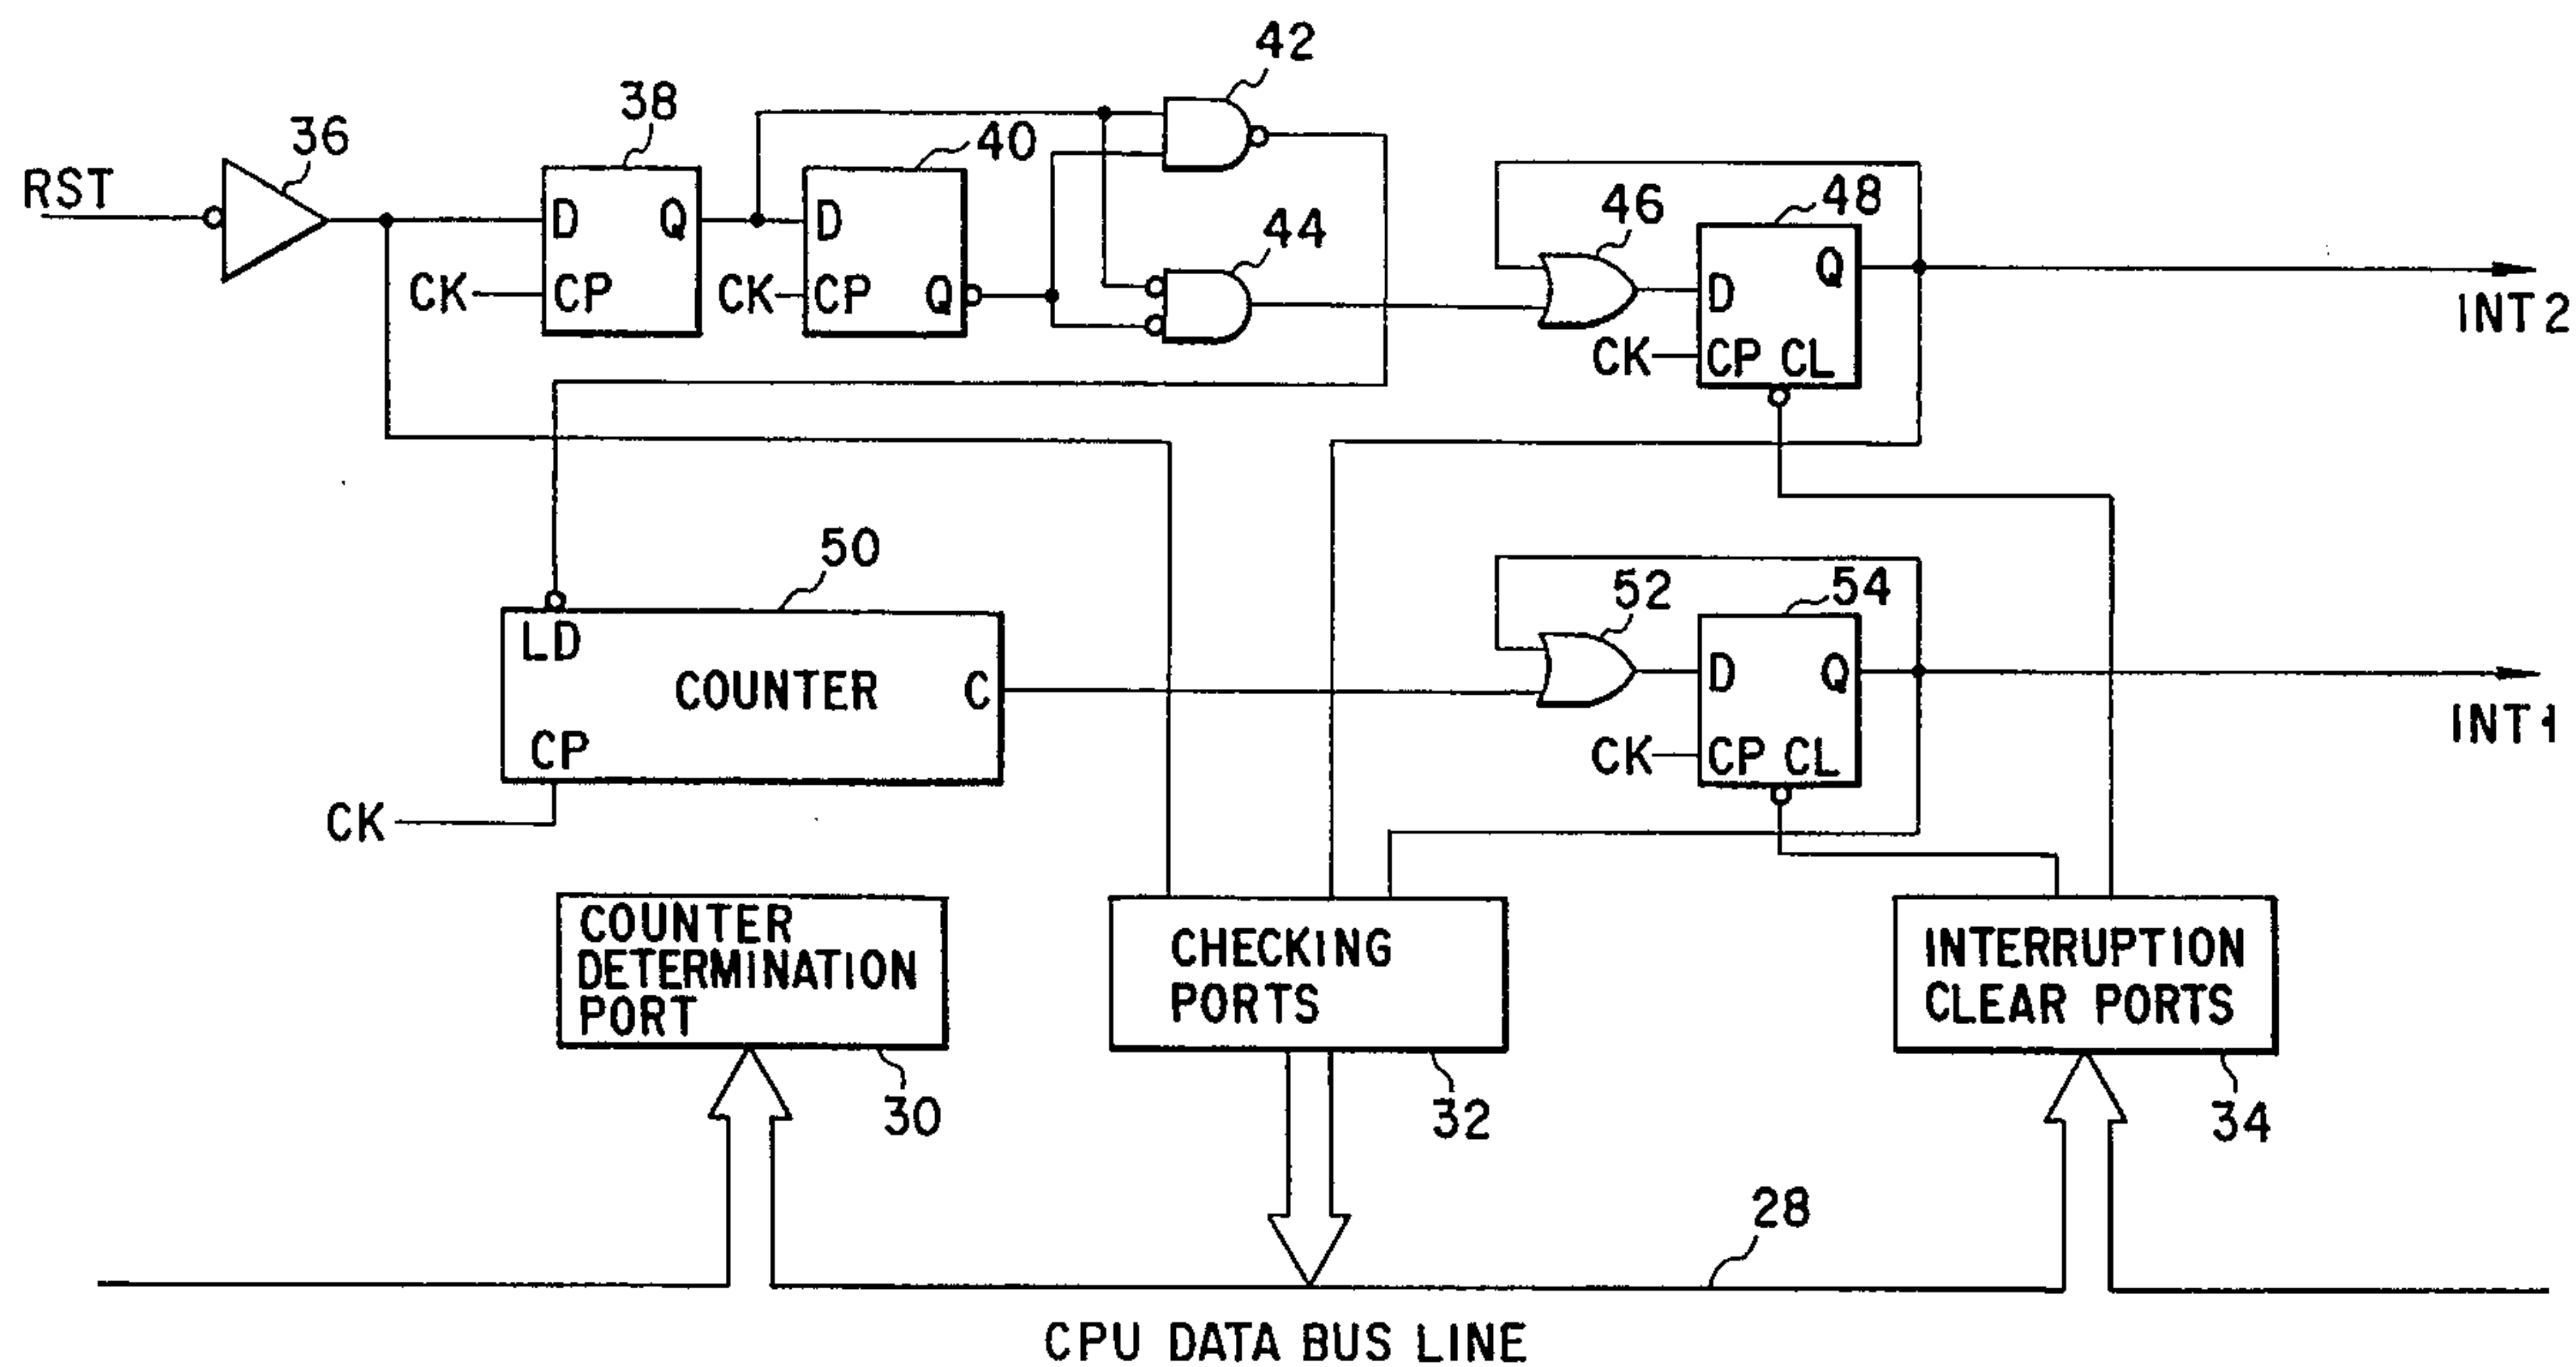 42
38
36
40
RST
D Q
CK CP
D
CK CP Q
44
46
48
Q
D
CK CP CL
INT2
50
LD
COUNTER C
CP
CK
52
54
D Q
CK CP CL
INT1
COUNTER
DETERMINATION
PORT
30
CHECKING
PORTS
32
INTERRUPTION
CLEAR PORTS
34
28
CPU DATA BUS LINE